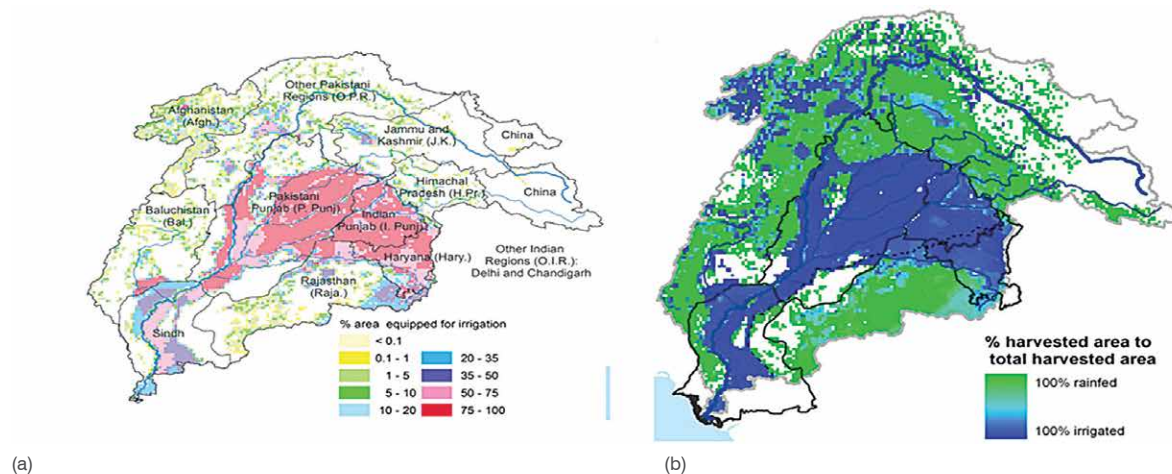 Other Pakistani
Regions (O.P.R.)
Afghanistan
(Afgh.)
Jammu and
Kashmir (J.K.)
China
Himachal
Pradesh (H.Pr.)
China
Pakistani
Punjab (P. Punj)
Baluchistan
(Bal.)
Indian
Punjab (I. Punj)
Haryana (Hary.)
Other Indian
Regions (O.I.R.):
Delhi and Chandigarh
Rajasthan
(Raja.)
Sindh
% area equipped for irrigation
< 0.1
0.1 - 1
1 - 5
5 - 10
10 - 20
20 - 35
35 - 50
50 - 75
75 - 100
(a)
% harvested area to
total harvested area
100% rainfed
100% irrigated
(b)